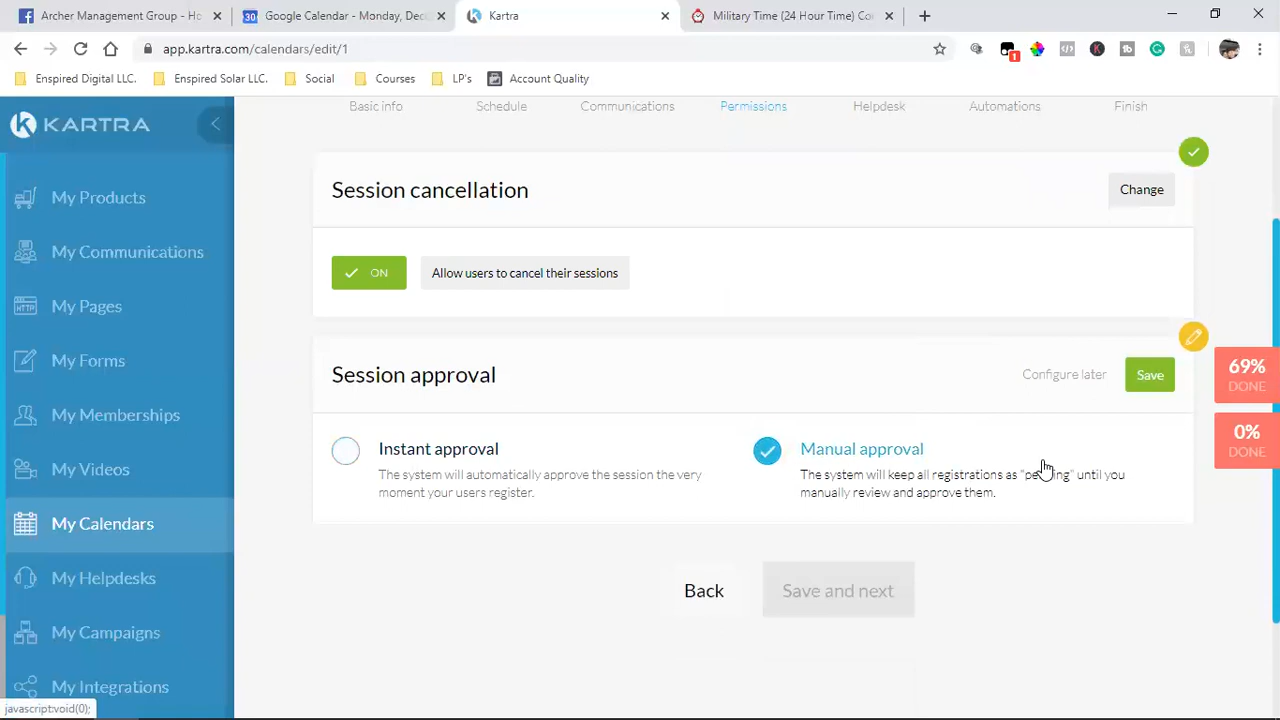 Archer Management Group - Ho
Google Calendar - Monday, Dec
Kartra
Military Time (24 Hour Time) Co
app.kartra.com/calendars/edit/1
1
Enspired Digital LLC.
Enspired Solar LLC.
Social
Courses
LP's
Account Quality
KARTRA
Basic info
Schedule
Communications
Permissions
Helpdesk
Automations
Finish
My Products
My Communications
My Pages
My Forms
My Memberships
My Videos
My Calendars
My Helpdesks
My Campaigns
My Integrations
Session cancellation
Change
ON
Allow users to cancel their sessions
Session approval
Configure later
Save
Instant approval
The system will automatically approve the session the very
moment your users register.
Manual approval
The system will keep all registrations as "pending" until you
manually review and approve them.
Back
Save and next
69%
DONE
0%
DONE
javascript:void(0);